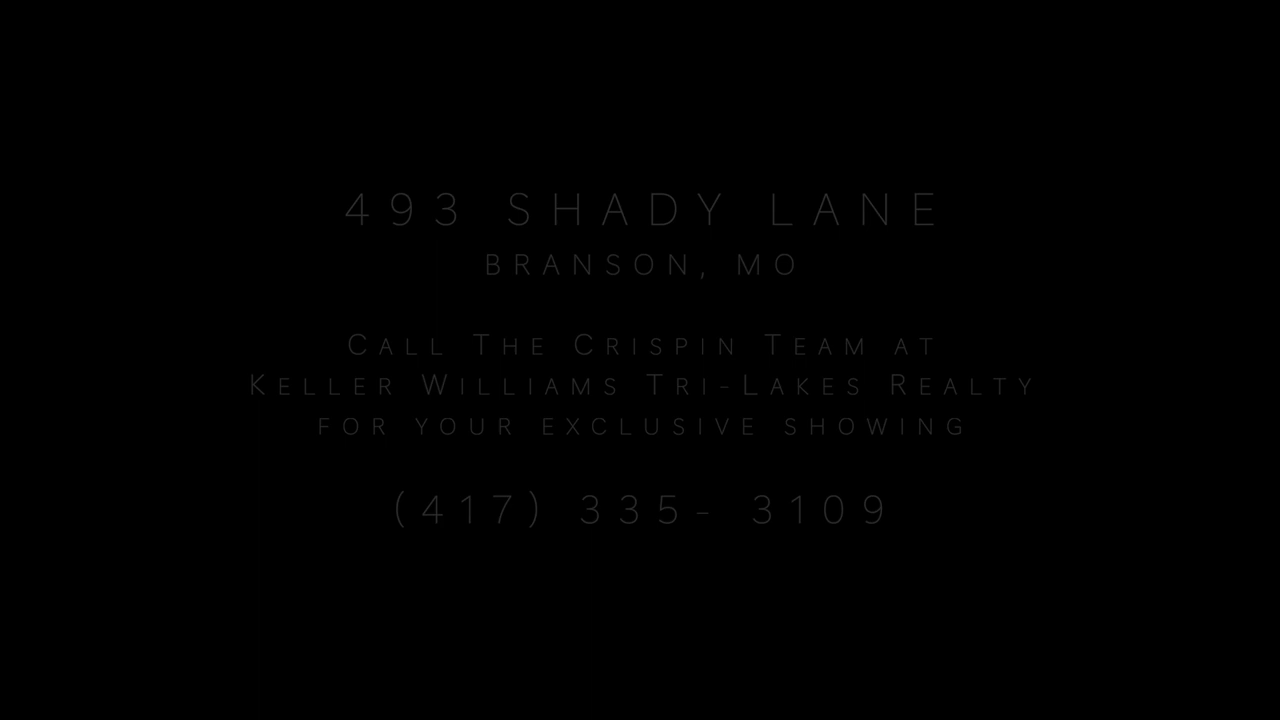 493 SHADY LANE
BRANSON, MO
CALL THE CRISPIN TEAM AT
KELLER WILLIAMS TRI-LAKES REALTY
FOR YOUR EXCLUSIVE SHOWING
(417) 335- 3109